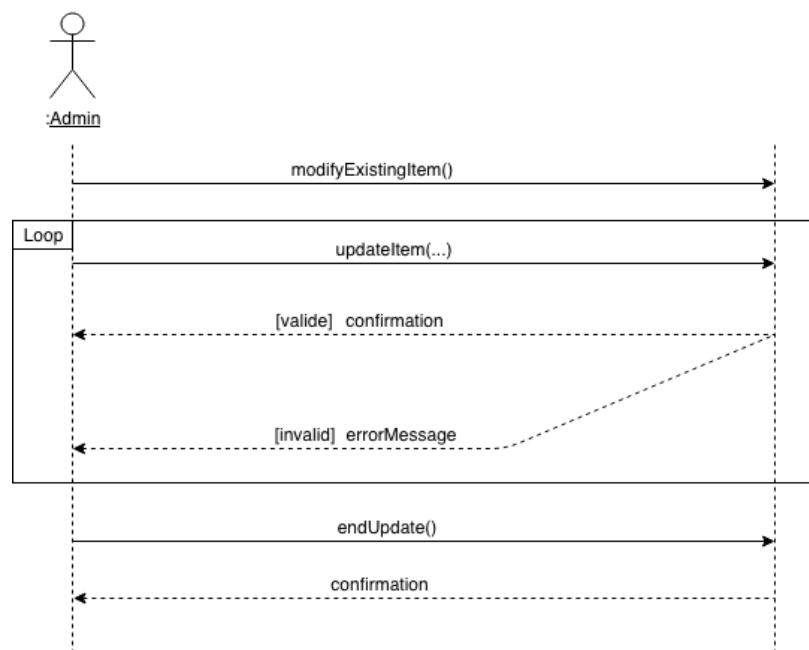 :Admin
modifyExistingItem()
Loop
updateItem(...)
[valide] confirmation
[invalid] errorMessage
endUpdate()
confirmation